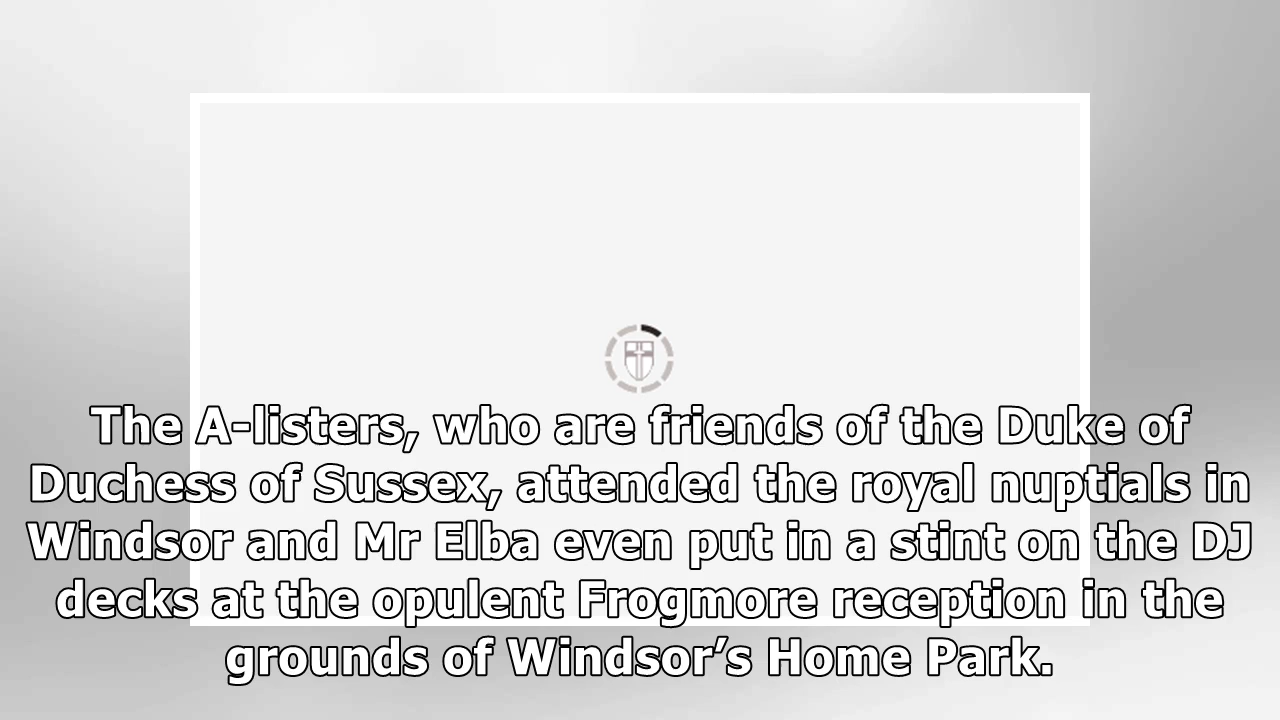 The A-listers, who are friends of the Duke of
Duchess of Sussex, attended the royal nuptials in
Windsor and Mr Elba even put in a stint on the DJ
decks at the opulent Frogmore reception in the
grounds of Windsor’s Home Park.